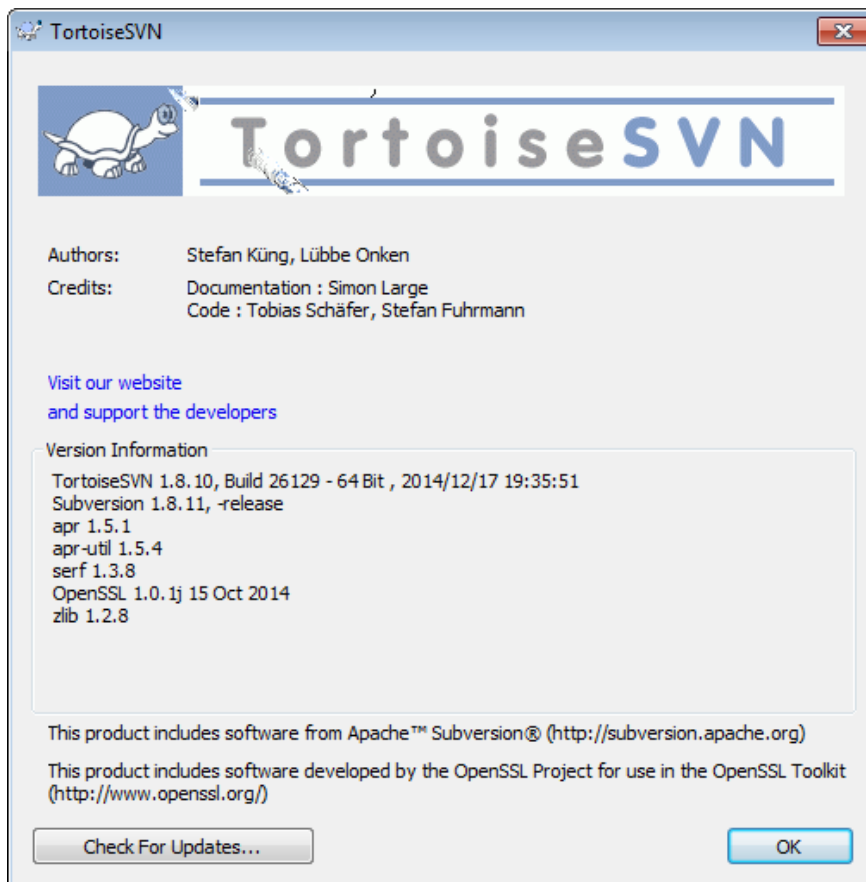 TortoiseSVN
TortoiseSVN
Authors: Stefan Küng, Lübbe Onken
Credits: Documentation : Simon Large
Code : Tobias Schäfer, Stefan Fuhrmann
Visit our website
and support the developers
Version Information
TortoiseSVN 1.8.10, Build 26129 - 64 Bit , 2014/12/17 19:35:51
Subversion 1.8.11, -release
apr 1.5.1
apr-util 1.5.4
serf 1.3.8
OpenSSL 1.0.1j 15 Oct 2014
zlib 1.2.8
This product includes software from Apache™ Subversion® (http://subversion.apache.org)
This product includes software developed by the OpenSSL Project for use in the OpenSSL Toolkit
(http://www.openssl.org/)
Check For Updates... OK